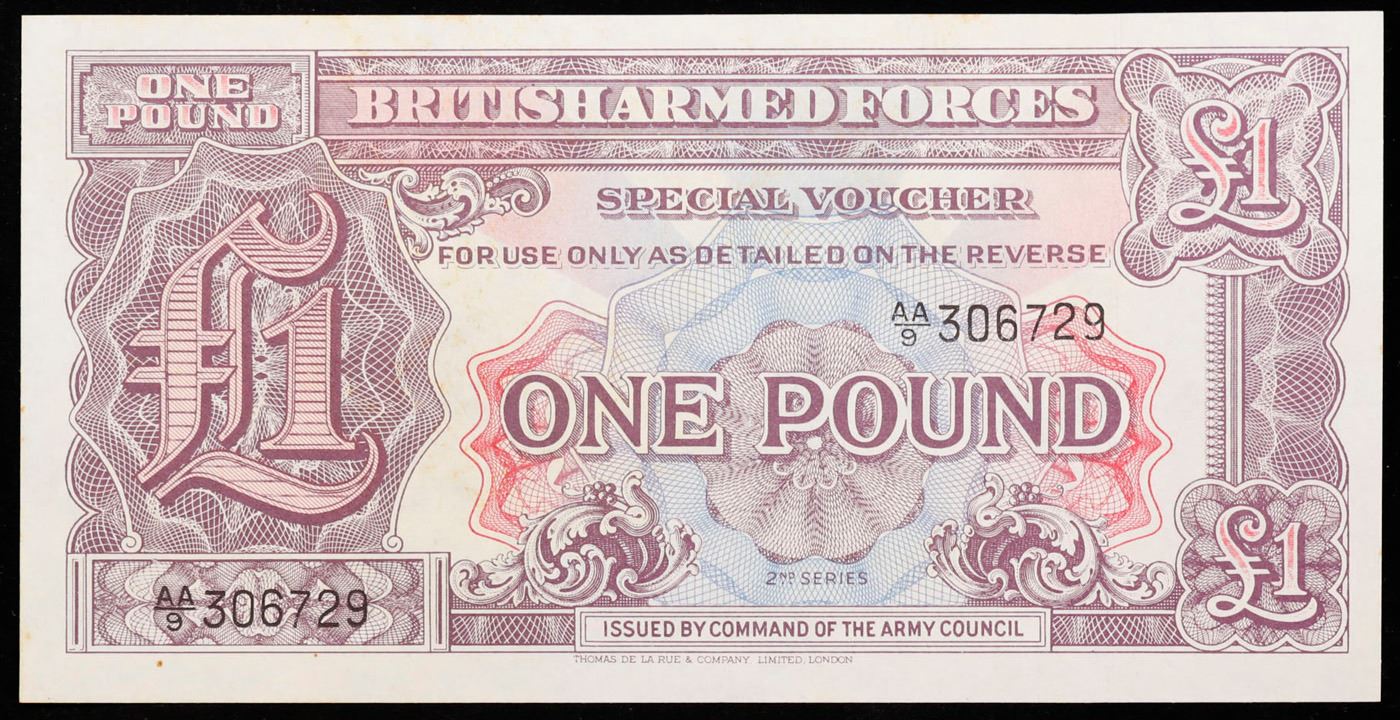 ONE
POUND
BRITISH ARMED FORCES
£1
SPECIAL VOUCHER
FOR USE ONLY AS DETAILED ON THE REVERSE
£1
AA/9 306729
ONE POUND
2ND SERIES
£1
AA/9 306729
ISSUED BY COMMAND OF THE ARMY COUNCIL
THOMAS DE LA RUE & COMPANY, LIMITED, LONDON